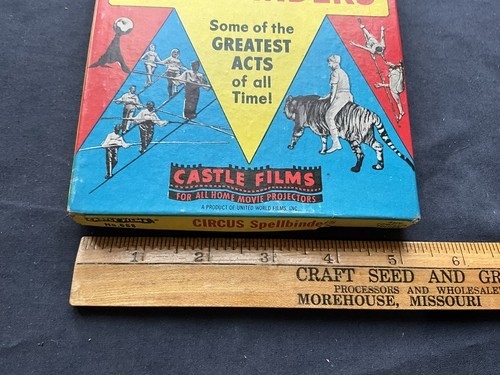 Some of the
GREATEST
ACTS
of all
Time!
CASTLE FILMS
FOR ALL HOME MOVIE PROJECTORS
A PRODUCT OF UNITED WORLD FILMS, INC.
CASTLE FILMS
CIRCUS Spellbinders
1 2 3 4 5 6
CRAFT SEED AND GR
PROCESSORS AND WHOLESALE
MOREHOUSE, MISSOURI